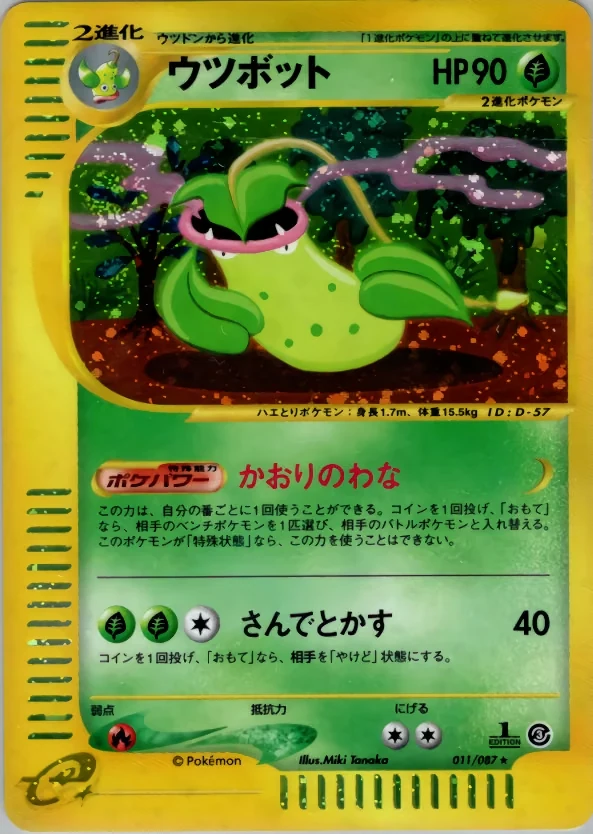 2進化
ウツドンから進化
「1進化ポケモン」の上に重ねて進化させます。
ウツボット
HP90
2進化ポケモン
ハエとりポケモン：身長1.7m、体重15.5kg ID:D-57
特殊能力
ポケパワー
かおりのわな
この力は、自分の番ごとに1回使うことができる。コインを1回投げ、「おもて」
なら、相手のベンチポケモンを1匹選び、相手のバトルポケモンと入れ替える。
このポケモンが「特殊状態」なら、この力を使うことはできない。
さんでとかす
40
コインを1回投げ、「おもて」なら、相手を「やけど」状態にする。
弱点
抵抗力
にげる
1
EDITION
© Pokémon
Illus.Miki Tanaka
011/087★
e